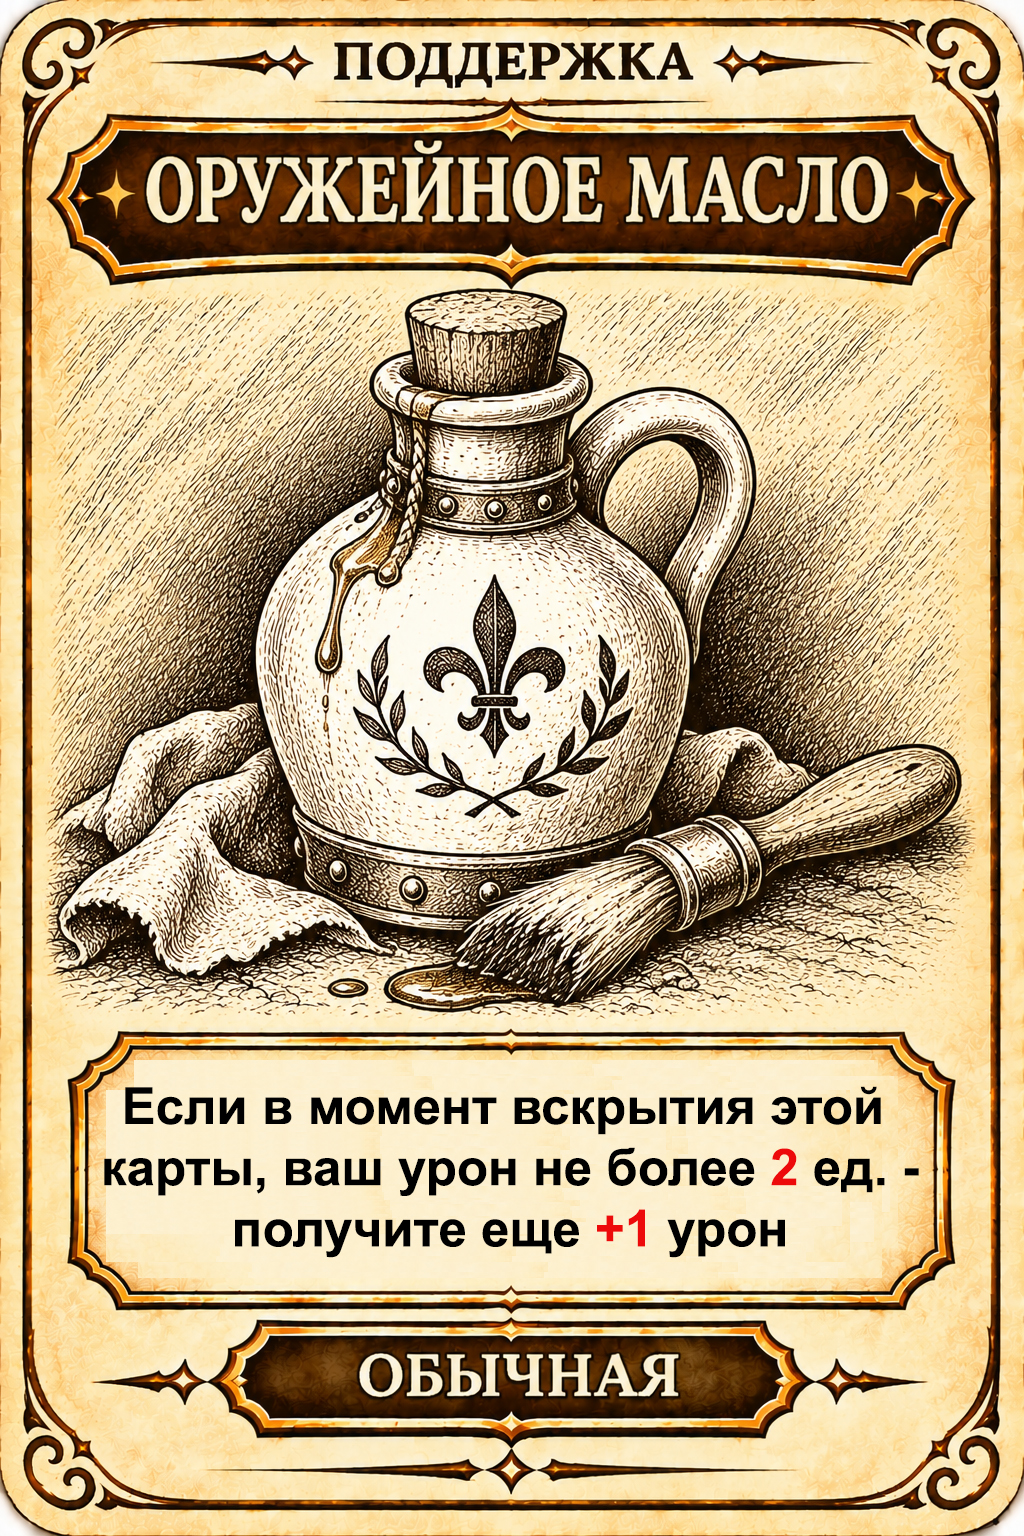 ПОДДЕРЖКА
ОРУЖЕЙНОЕ МАСЛО
Если в момент вскрытия этой
карты, ваш урон не более 2 ед. -
получите еще +1 урон
ОБЫЧНАЯ